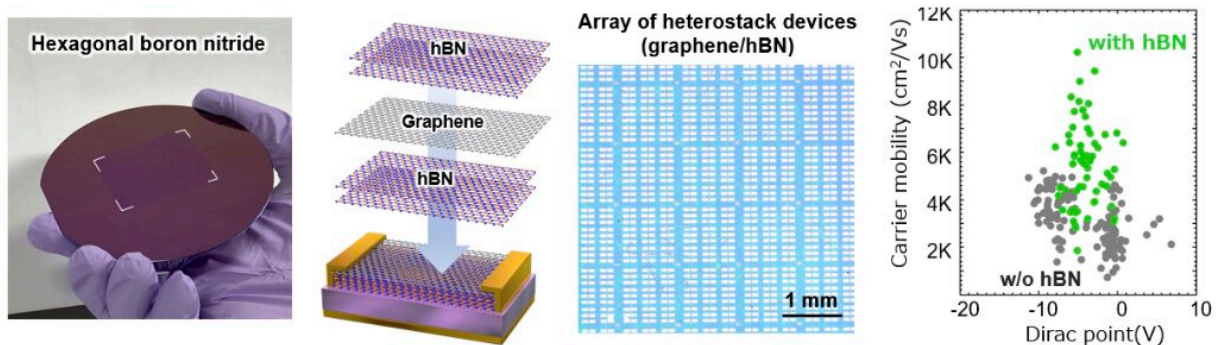 Hexagonal boron nitride
hBN
Graphene
hBN
Array of heterostack devices
(graphene/hBN)
1 mm
Carrier mobility (cm²/Vs)
12K
10K
8K
6K
4K
2K
with hBN
w/o hBN
-20
-10
0
10
Dirac point(V)